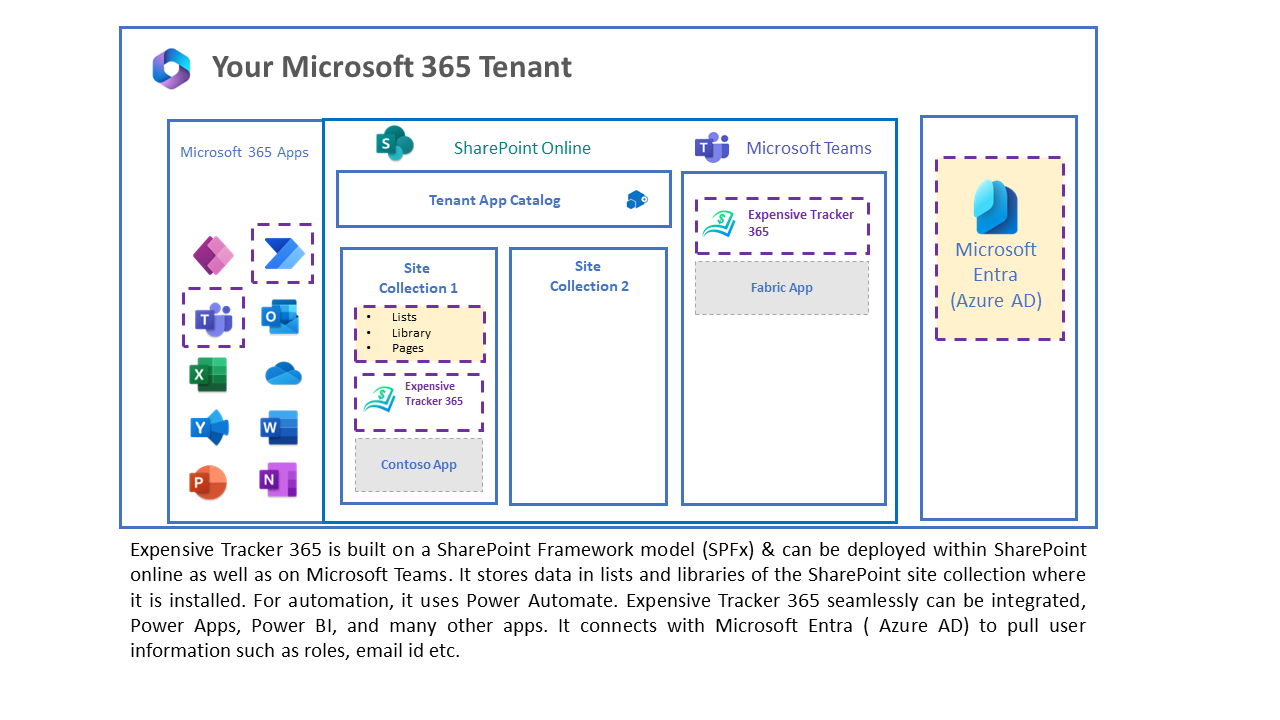 Your Microsoft 365 Tenant
Microsoft 365 Apps
SharePoint Online
Microsoft Teams
Tenant App Catalog
Site
Collection 1
• Lists
• Library
• Pages
Expensive
Tracker 365
Contoso App
Site
Collection 2
Expensive Tracker
365
Fabric App
Microsoft
Entra
(Azure AD)
S
T
T
O
X
Y
W
P
N
Expensive Tracker 365 is built on a SharePoint Framework model (SPFx) & can be deployed within SharePoint
online as well as on Microsoft Teams. It stores data in lists and libraries of the SharePoint site collection where
it is installed. For automation, it uses Power Automate. Expensive Tracker 365 seamlessly can be integrated,
Power Apps, Power BI, and many other apps. It connects with Microsoft Entra ( Azure AD) to pull user
information such as roles, email id etc.